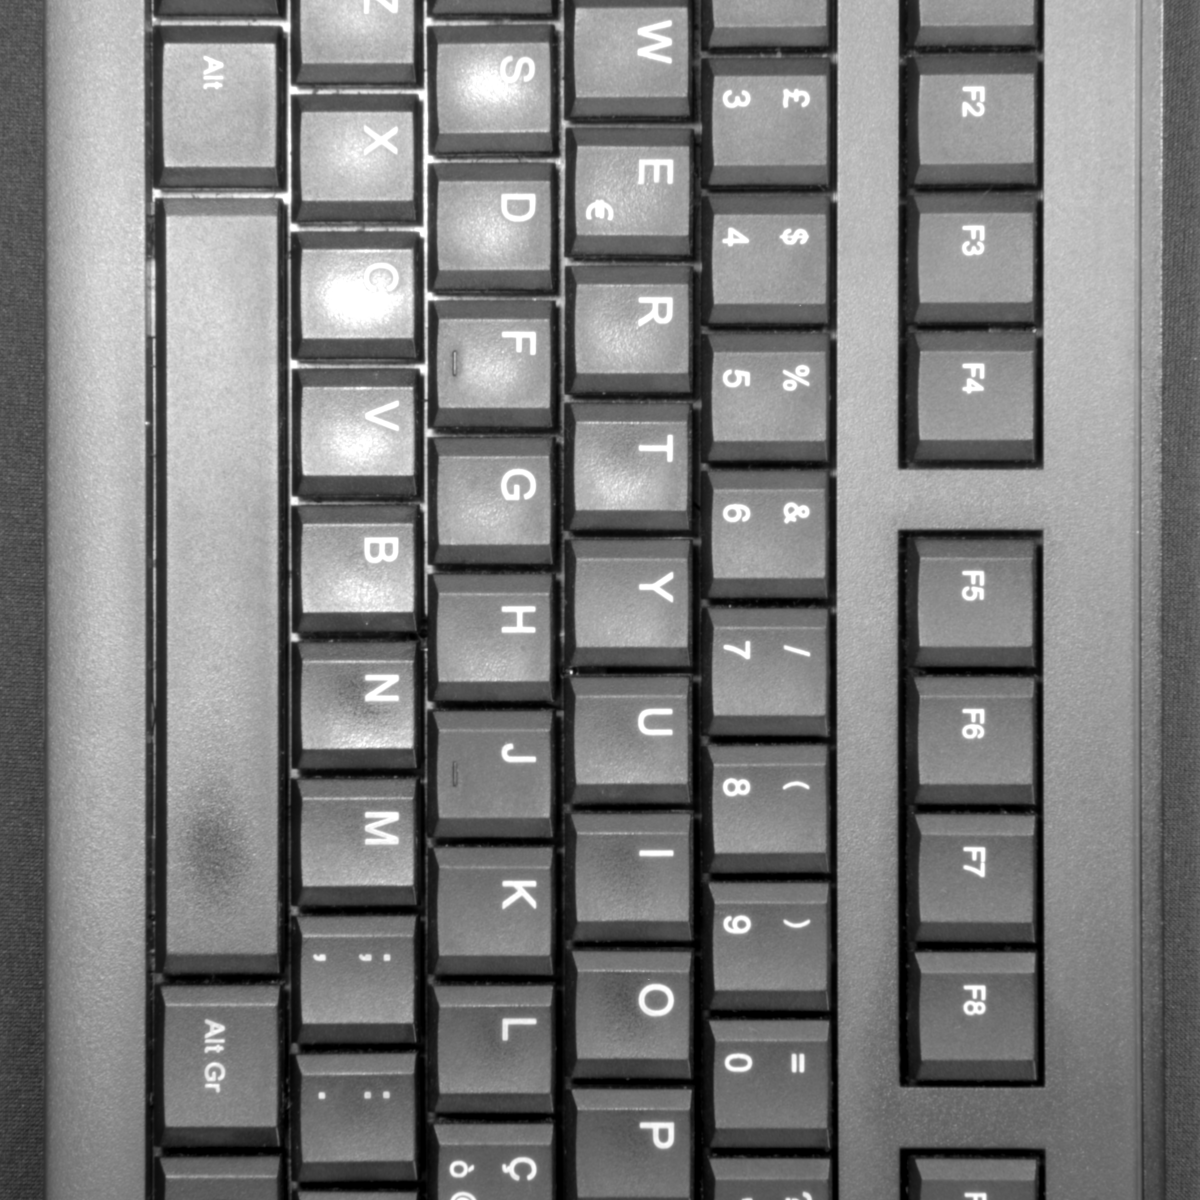 F2 F3 F4 F5 F6 F7 F8
£ $ % & / ( ) =
3 4 5 6 7 8 9 0
W E R T Y U I O P
€
S D F G H J K L ç
ò
Z X C V B N M ; :
, .
Alt Alt Gr